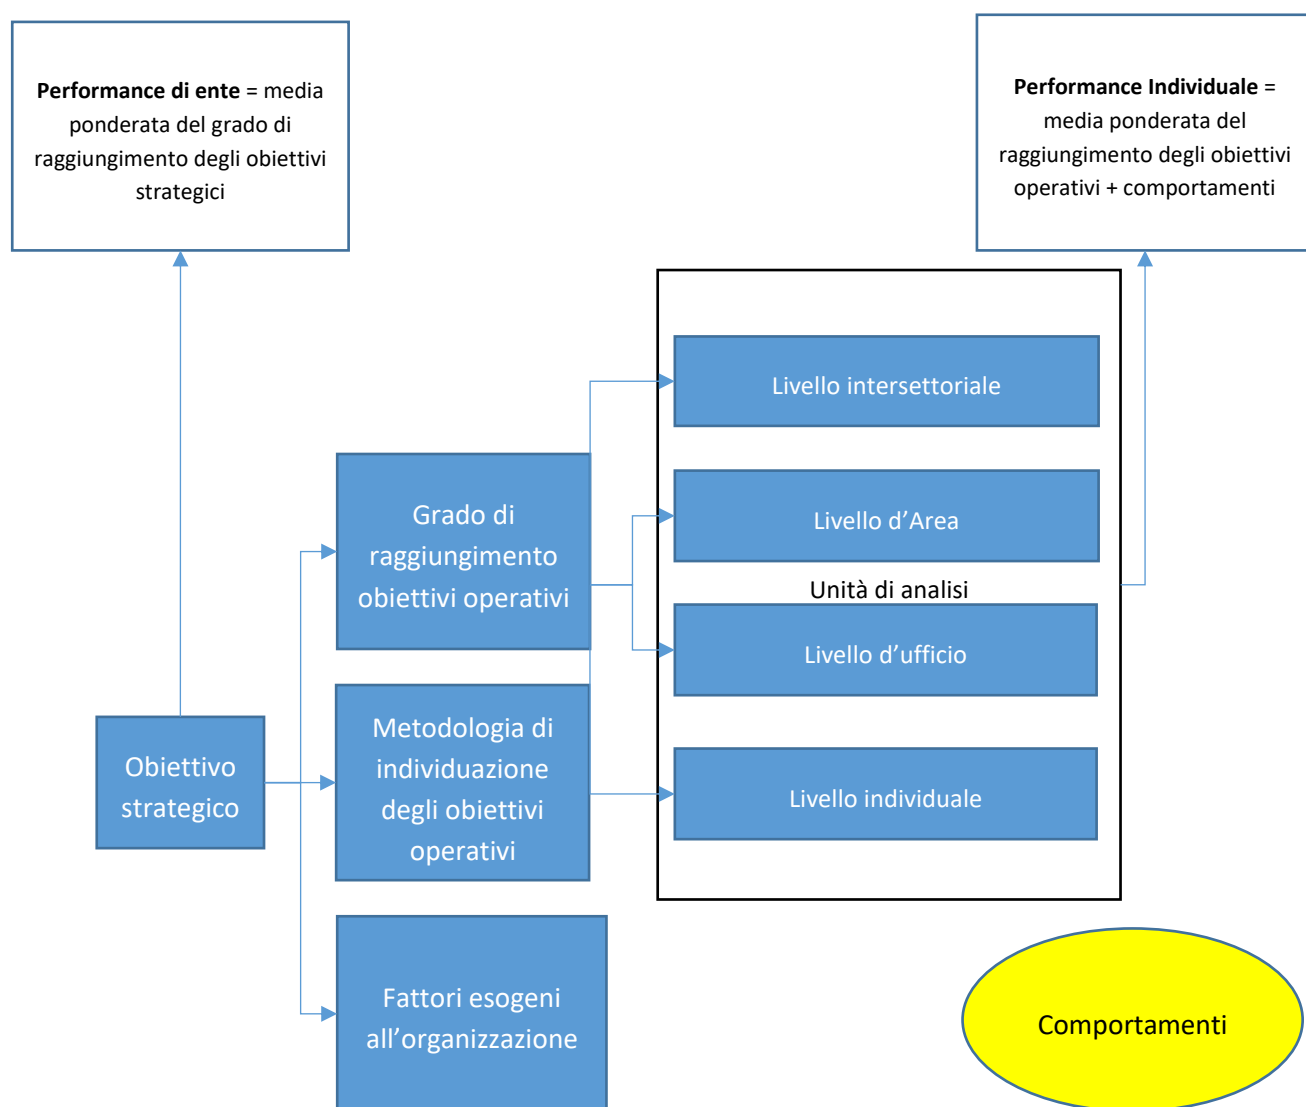 Performance di ente = media
ponderata del grado di
raggiungimento degli obiettivi
strategici
Performance Individuale =
media ponderata del
raggiungimento degli obiettivi
operativi + comportamenti
Livello intersettoriale
Grado di
raggiungimento
obiettivi operativi
Livello d’Area
Unità di analisi
Livello d’ufficio
Obiettivo
strategico
Metodologia di
individuazione
degli obiettivi
operativi
Livello individuale
Fattori esogeni
all’organizzazione
Comportamenti